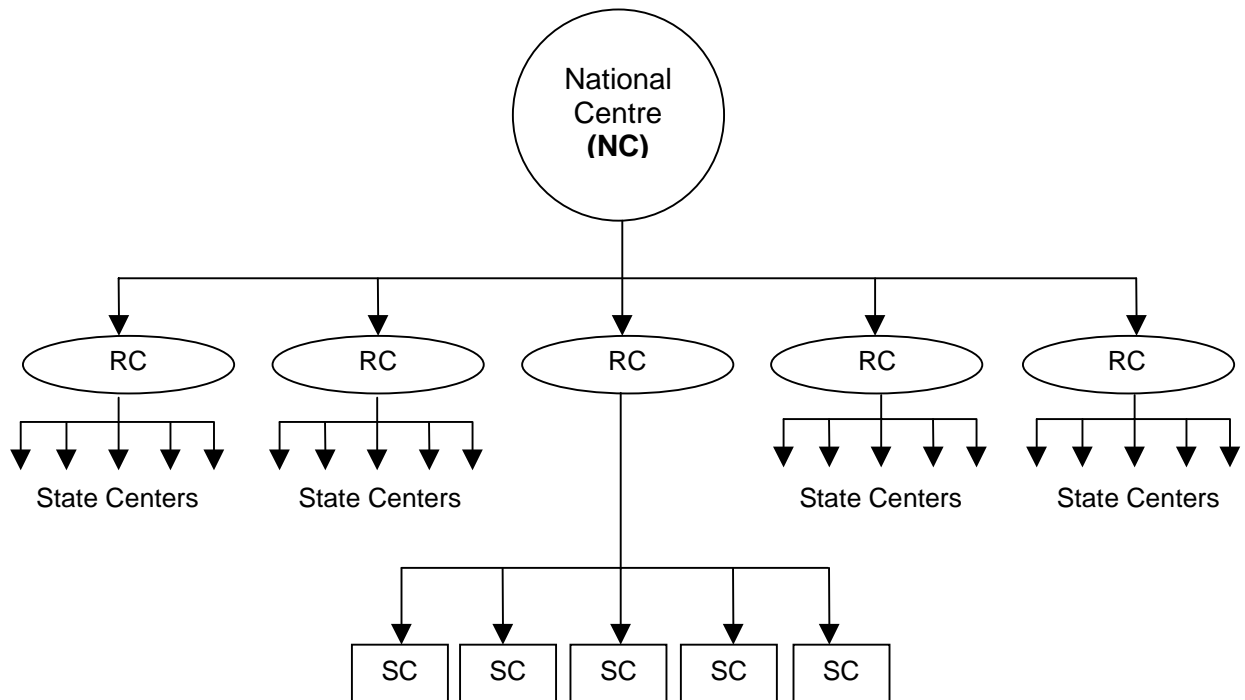 National
Centre
(NC)
RC
RC
RC
RC
RC
State Centers
State Centers
State Centers
State Centers
SC
SC
SC
SC
SC